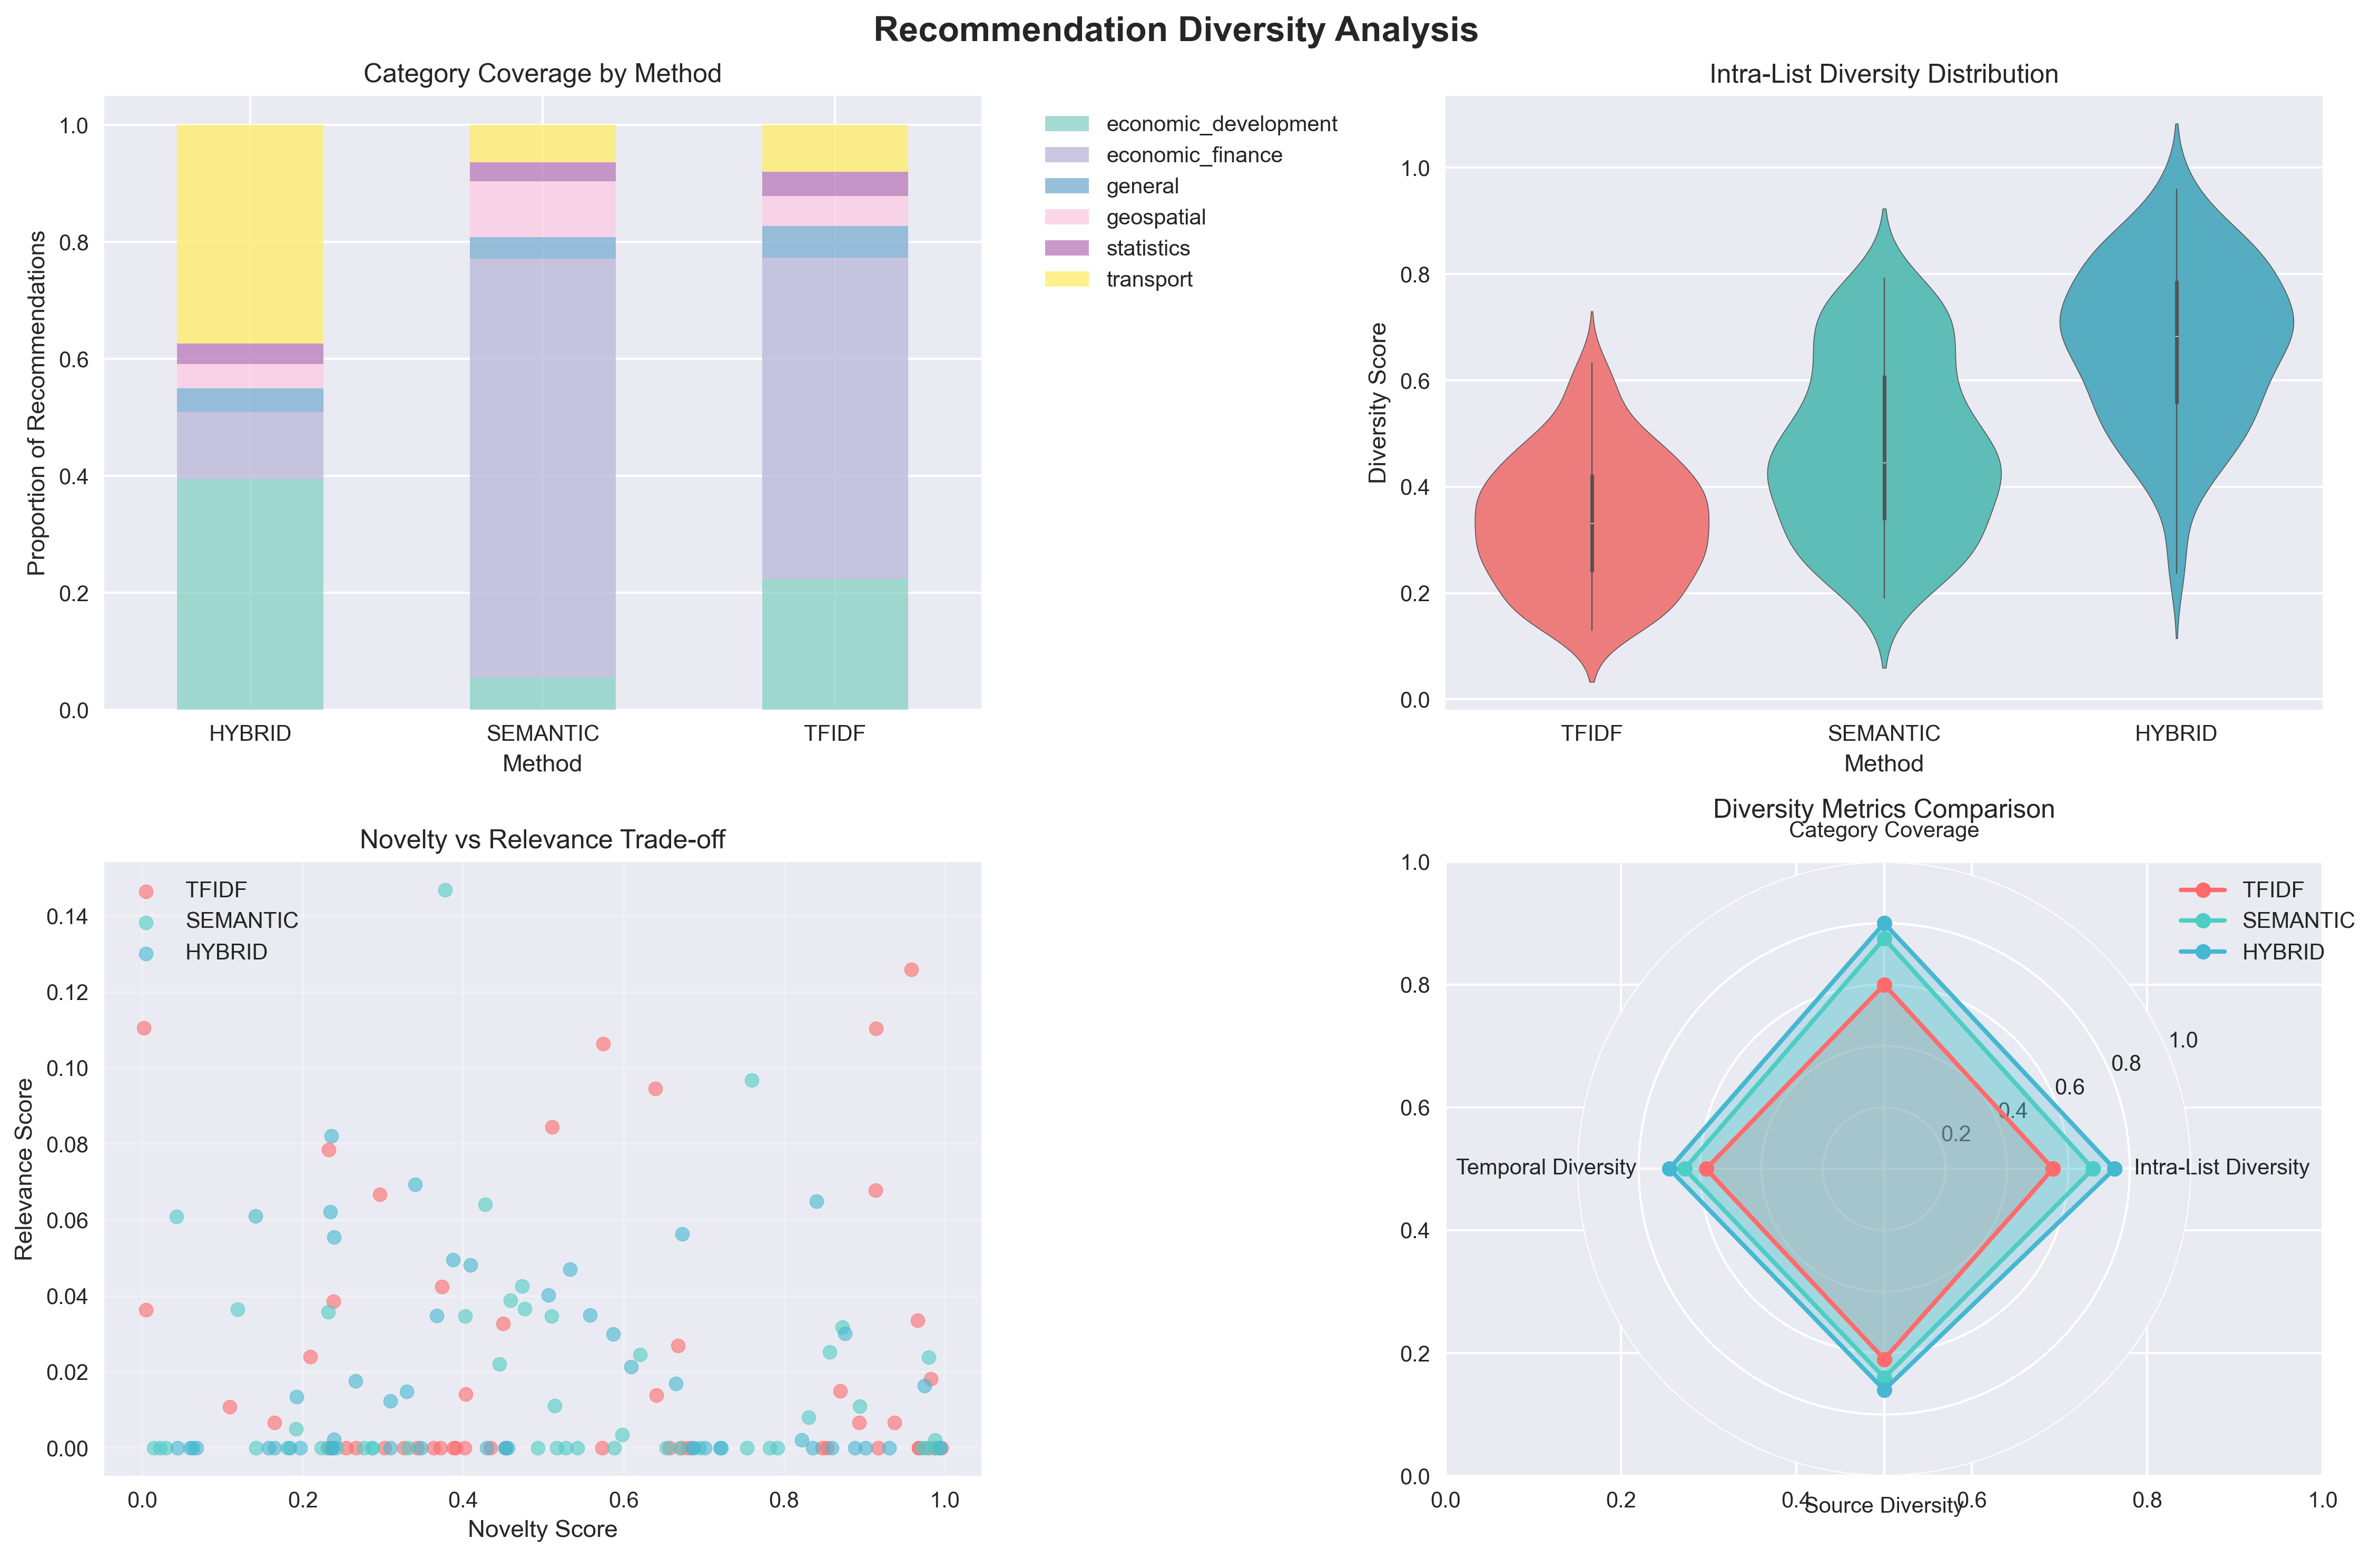 Recommendation Diversity Analysis
Category Coverage by Method
Proportion of Recommendations
1.0
0.8
0.6
0.4
0.2
0.0
HYBRID
SEMANTIC
TFIDF
Method
economic_development
economic_finance
general
geospatial
statistics
transport
Intra-List Diversity Distribution
Diversity Score
1.0
0.8
0.6
0.4
0.2
0.0
TFIDF
SEMANTIC
HYBRID
Method
Novelty vs Relevance Trade-off
TFIDF
SEMANTIC
HYBRID
Relevance Score
0.14
0.12
0.10
0.08
0.06
0.04
0.02
0.00
0.0
0.2
0.4
0.6
0.8
1.0
Novelty Score
Diversity Metrics Comparison
Category Coverage
TFIDF
SEMANTIC
HYBRID
1.0
0.8
0.6
0.4
0.2
0.0
1.0
0.8
0.6
0.4
0.2
Temporal Diversity
Intra-List Diversity
0.0
0.2
0.4
0.6
0.8
1.0
Source Diversity